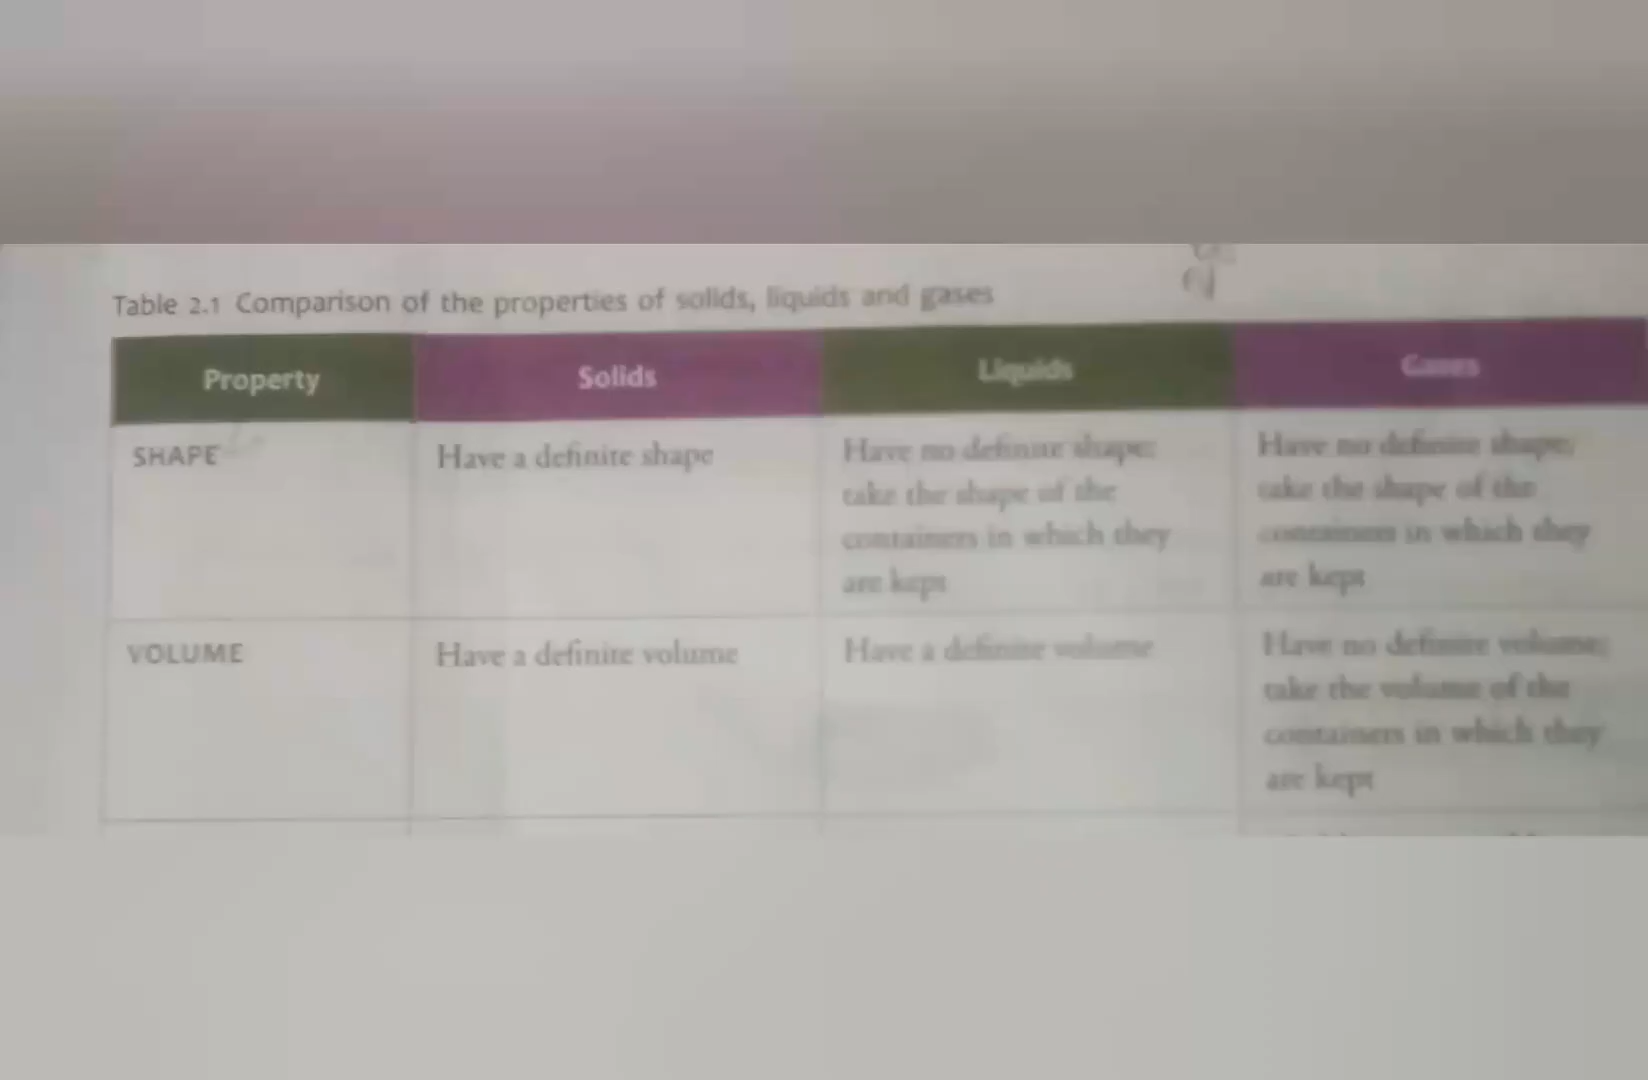 Table 2.1 Comparison of the properties of solids, liquids and gases
Property
Solids
Liquids
Gases
SHAPE
Have a definite shape
Have no definite shape;
take the shape of the
containers in which they
are kept
Have no definite shape;
take the shape of the
containers in which they
are kept
VOLUME
Have a definite volume
Have a definite volume
Have no definite volume;
take the volume of the
containers in which they
are kept